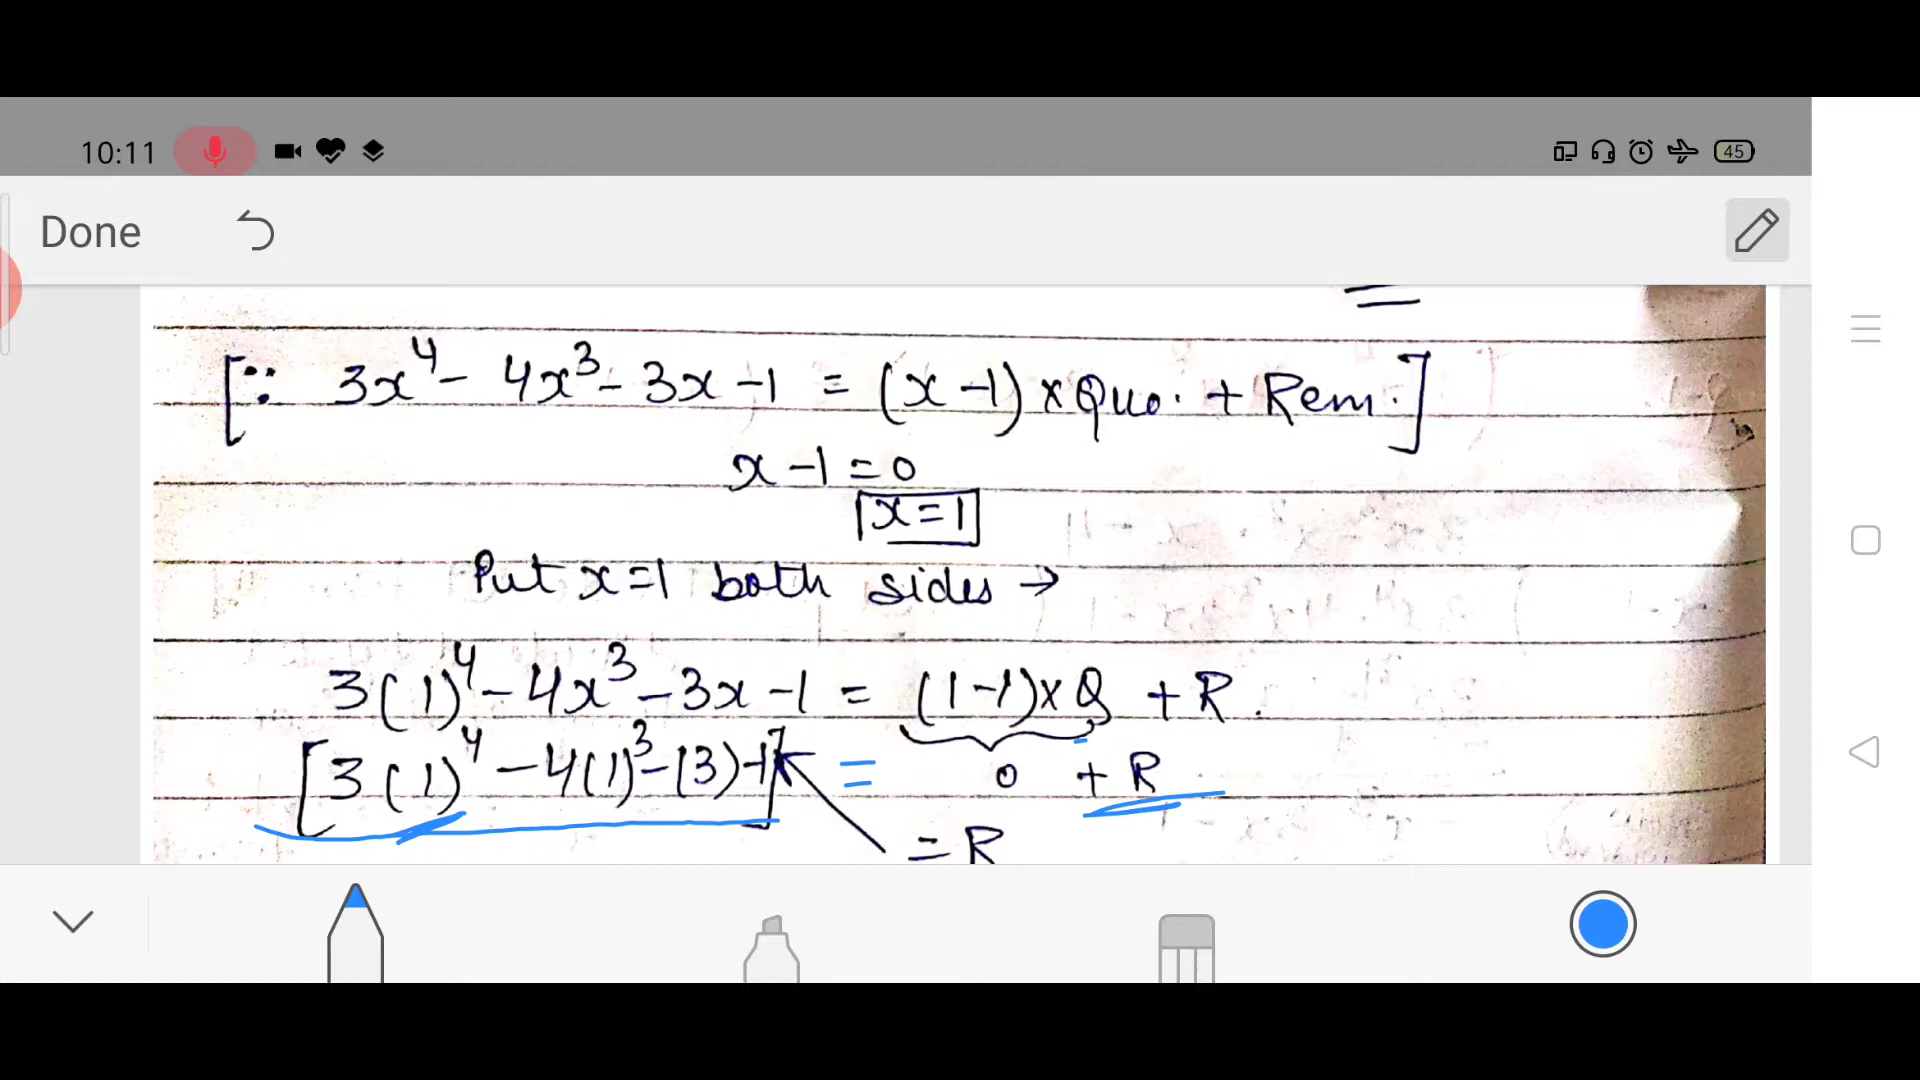 10:11
45
Done
[∵ 3x⁴ - 4x³ - 3x - 1 = (x - 1) × Quo. + Rem.]
x - 1 = 0
x = 1
Put x = 1 both sides →
3(1)⁴ - 4x³ - 3x - 1 = (1 - 1) × Q + R.
[3(1)⁴ - 4(1)³ - (3) - 1] = 0 + R
= R